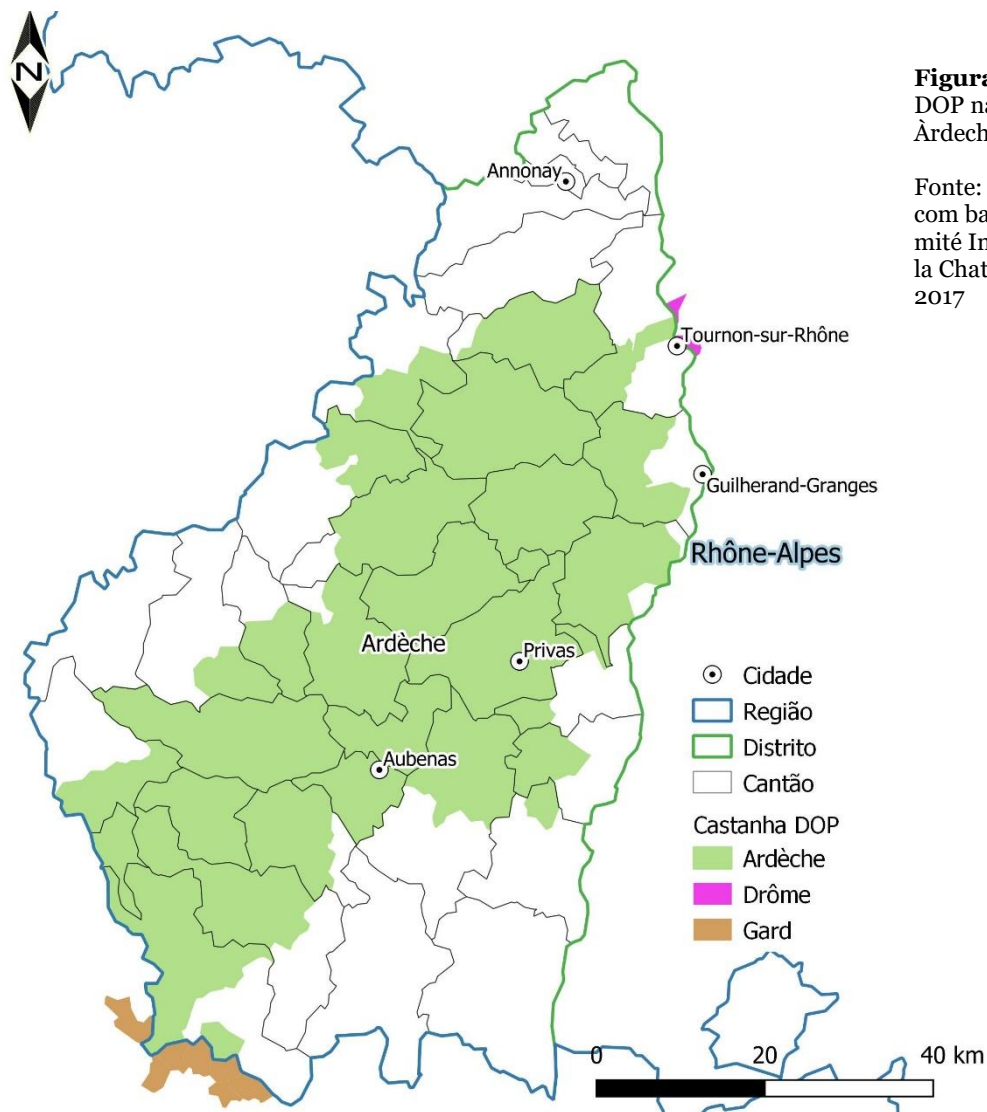 N
Figura
DOP na
Àrdech
Fonte:
com ba
mité In
la Chat
2017
Annonay
Tournon-sur-Rhône
Guilherand-Granges
Rhône-Alpes
Ardèche
Privas
Aubenas
Cidade
Região
Distrito
Cantão
Castanha DOP
Ardèche
Drôme
Gard
0 20 40 km